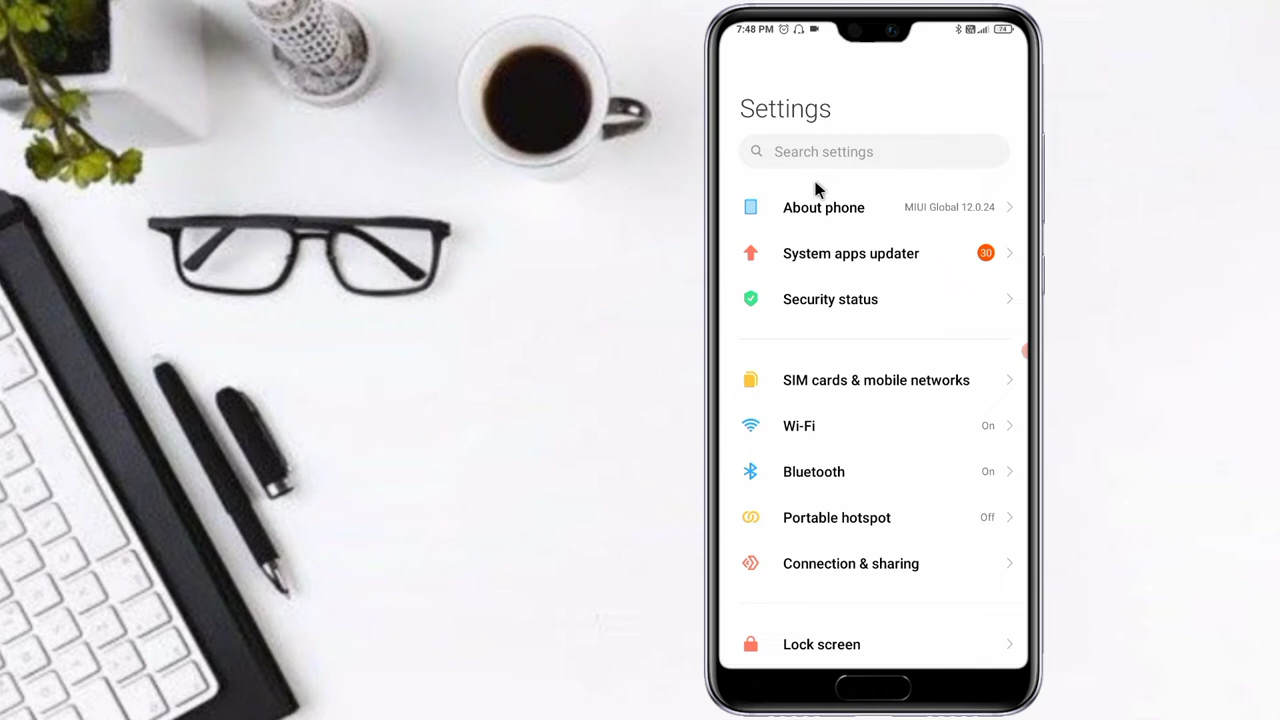 7:48 PM 74
Settings
Search settings
About phone MIUI Global 12.0.24
System apps updater 30
Security status
SIM cards & mobile networks
Wi-Fi On
Bluetooth On
Portable hotspot Off
Connection & sharing
Lock screen